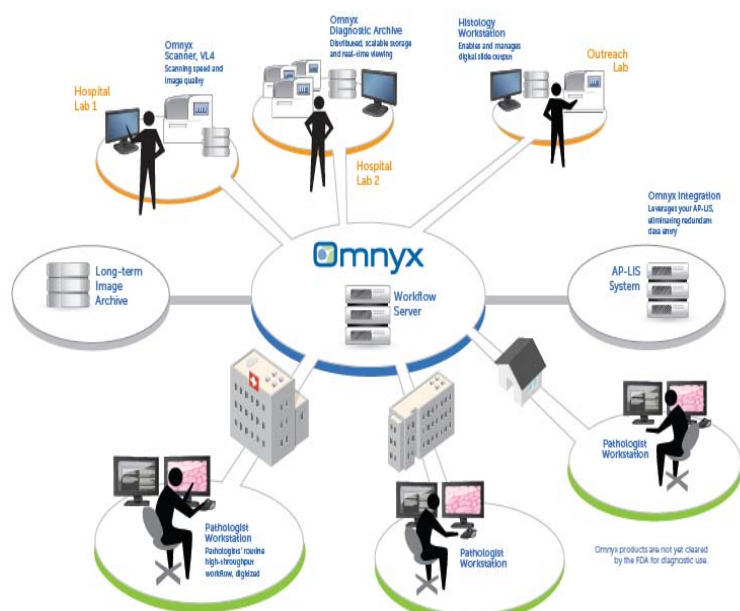 Omnyx
Scanner, VL4
Scanning speed and
image quality
Hospital
Lab 1
Omnyx
Diagnostic Archive
Distributed, scalable storage
and real-time viewing
Hospital
Lab 2
Histology
Workstation
Enables and manages
digital slide output
Outreach
Lab
Omnyx Integration
Leverages your AP-LIS,
eliminating redundant
data entry
Long-term
Image
Archive
Omnyx
Workflow
Server
AP-LIS
System
Pathologist
Workstation
Pathologists' routine
high-throughput
workflow, digitized
Pathologist
Workstation
Pathologist
Workstation
Omnyx products are not yet cleared
by the FDA for diagnostic use.